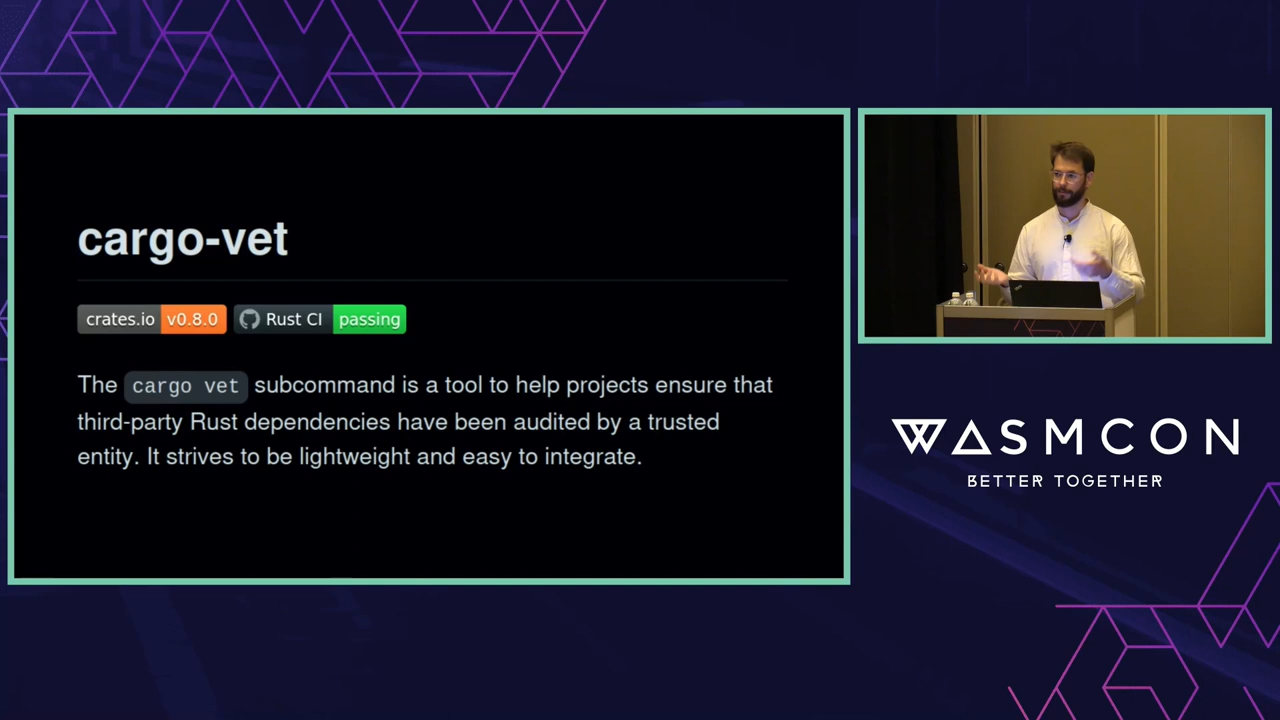 cargo-vet
crates.io v0.8.0 Rust CI passing
The cargo vet subcommand is a tool to help projects ensure that
third-party Rust dependencies have been audited by a trusted
entity. It strives to be lightweight and easy to integrate.
WASMCON
BETTER TOGETHER